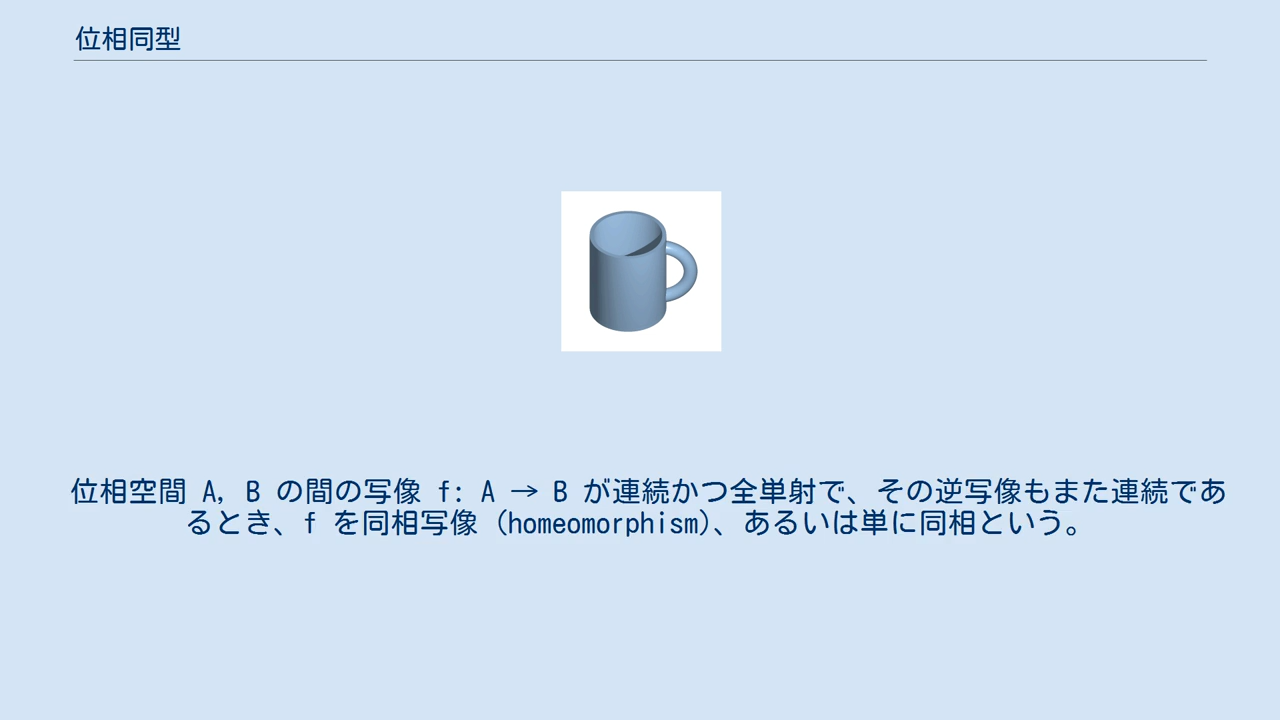 位相同型
位相空間 A, B の間の写像 f: A → B が連続かつ全単射で、その逆写像もまた連続であ
るとき、f を同相写像 (homeomorphism)、あるいは単に同相という。